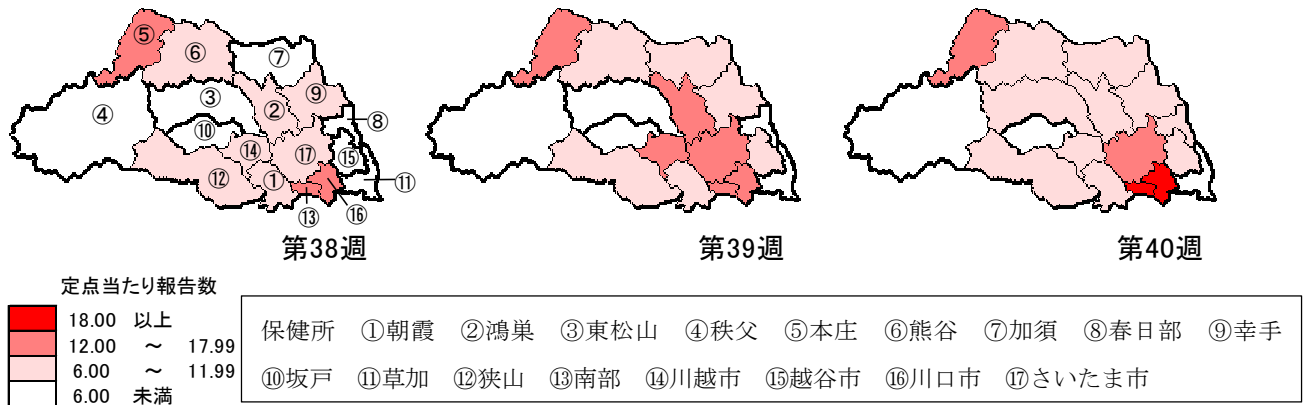 ⑤
⑥
⑦
④
③
②
⑨
⑧
⑩
⑭
⑰
⑮
⑫
①
⑪
⑬
⑯
第38週
第39週
第40週
定点当たり報告数
18.00 以上
12.00 ～ 17.99
6.00 ～ 11.99
6.00 未満
保健所 ①朝霞 ②鴻巣 ③東松山 ④秩父 ⑤本庄 ⑥熊谷 ⑦加須 ⑧春日部 ⑨幸手
⑩坂戸 ⑪草加 ⑫狭山 ⑬南部 ⑭川越市 ⑮越谷市 ⑯川口市 ⑰さいたま市